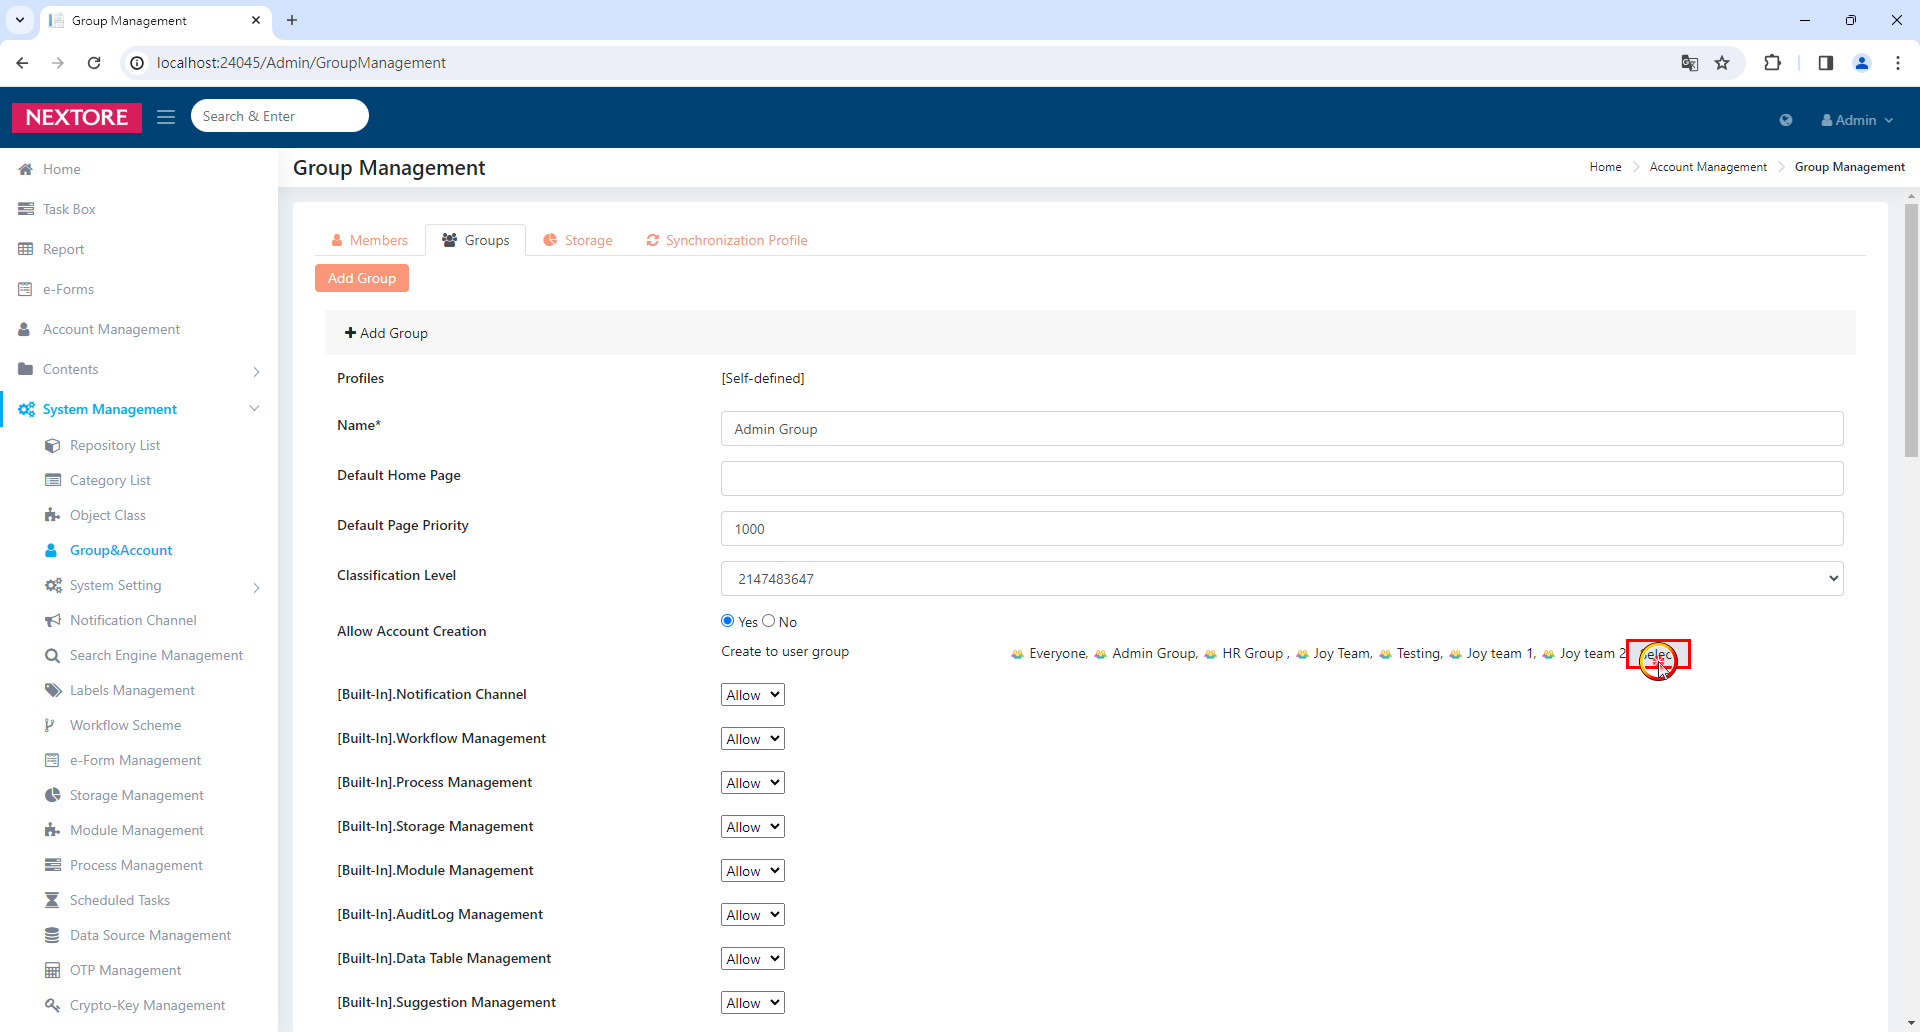 Group Management
localhost:24045/Admin/GroupManagement
NEXTORE
Search & Enter
Admin
Home
Task Box
Report
e-Forms
Account Management
Contents
System Management
Repository List
Category List
Object Class
Group&Account
System Setting
Notification Channel
Search Engine Management
Labels Management
Workflow Scheme
e-Form Management
Storage Management
Module Management
Process Management
Scheduled Tasks
Data Source Management
OTP Management
Crypto-Key Management
Group Management
Home Account Management Group Management
Members Groups Storage Synchronization Profile
Add Group
Add Group
Profiles [Self-defined]
Name* Admin Group
Default Home Page
Default Page Priority 1000
Classification Level 2147483647
Allow Account Creation Yes No
Create to user group Everyone, Admin Group, HR Group , Joy Team, Testing, Joy team 1, Joy team 2
[Built-In].Notification Channel Allow
[Built-In].Workflow Management Allow
[Built-In].Process Management Allow
[Built-In].Storage Management Allow
[Built-In].Module Management Allow
[Built-In].AuditLog Management Allow
[Built-In].Data Table Management Allow
[Built-In].Suggestion Management Allow